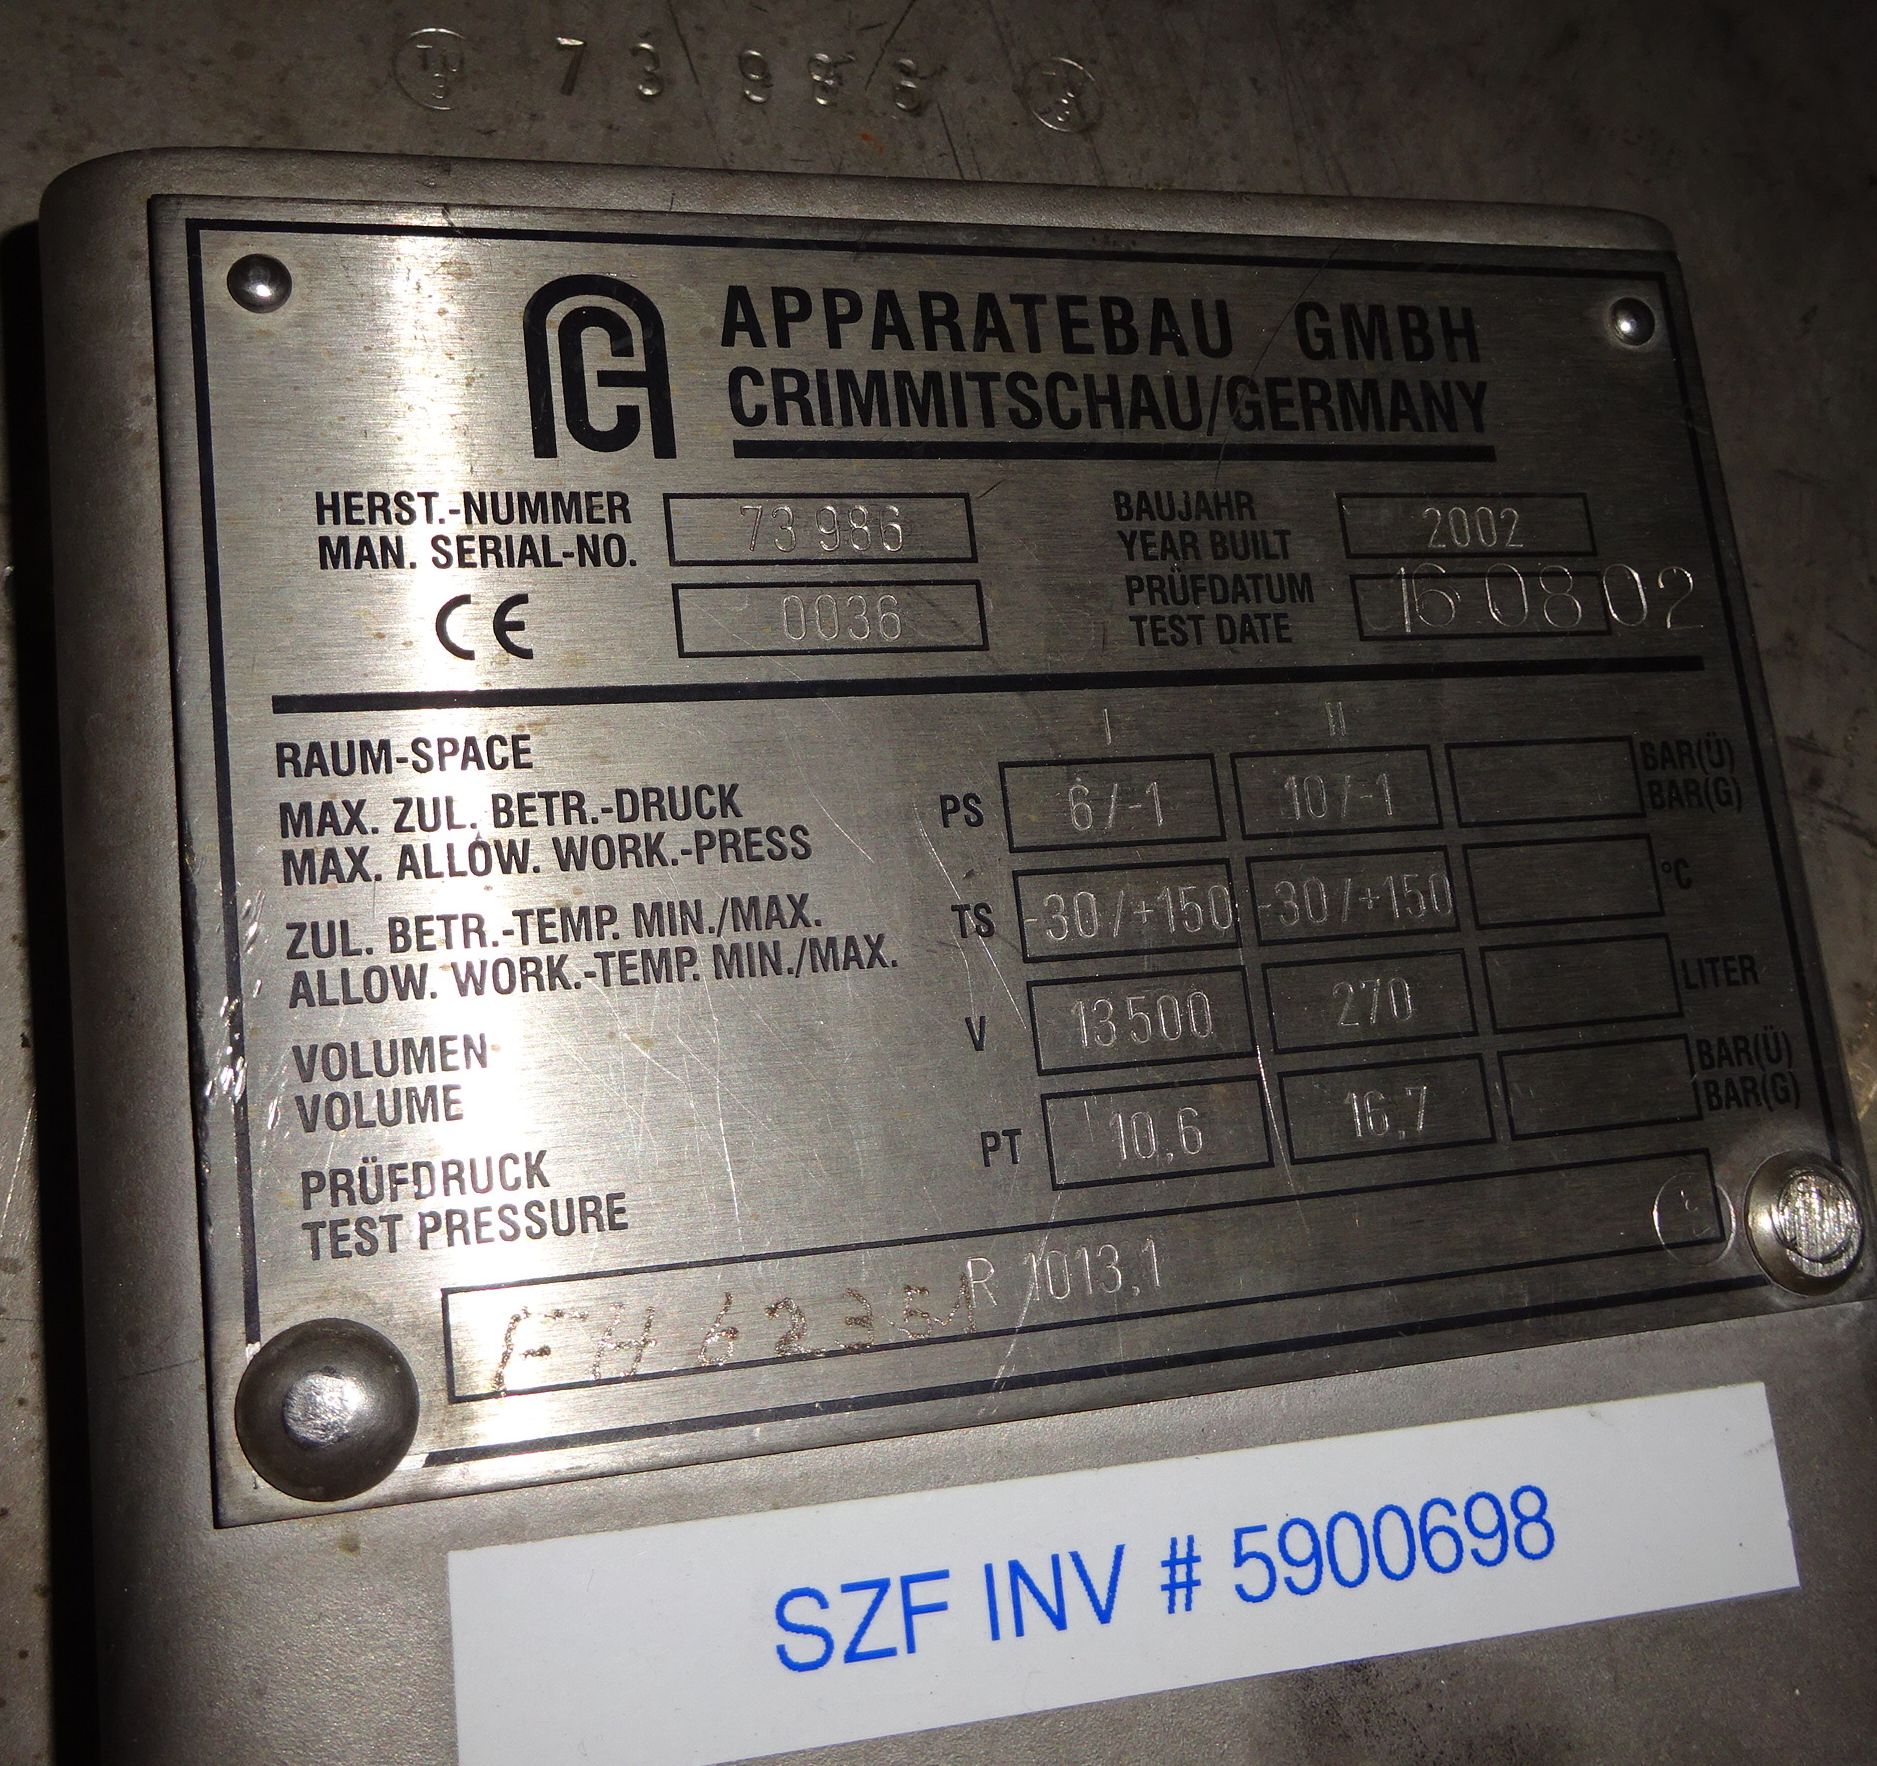 73 986
APPARATEBAU GMBH
CRIMMITSCHAU/GERMANY
HERST.-NUMMER
MAN. SERIAL-NO.
73 986
BAUJAHR
YEAR BUILT
2002
CE
0036
PRÜFDATUM
TEST DATE
16 08 02
RAUM-SPACE
I II
MAX. ZUL. BETR.-DRUCK
MAX. ALLOW. WORK.-PRESS
PS 6/-1 10/-1
BAR(Ü)
BAR(G)
ZUL. BETR.-TEMP. MIN./MAX.
ALLOW. WORK.-TEMP. MIN./MAX.
TS -30/+150 -30/+150 °C
VOLUMEN
VOLUME
V 13500 270 LITER
PRÜFDRUCK
TEST PRESSURE
PT 10,6 16,7
BAR(Ü)
BAR(G)
R 1013,1
SZF INV # 5900698